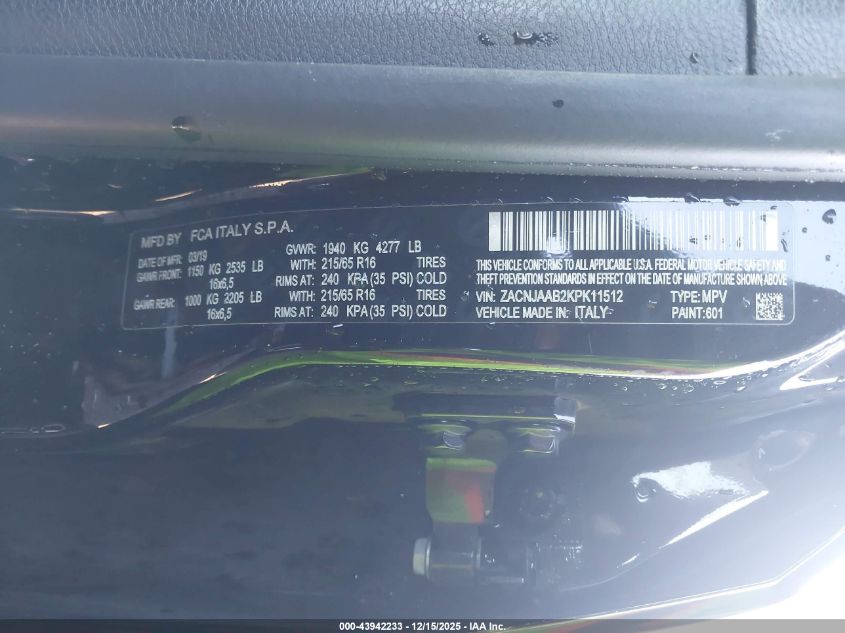 MFD BY FCA ITALY S.P.A.
DATE OF MFR: 03/19 GVWR: 1940 KG 4277 LB
GAWR FRONT: 1150 KG 2535 LB WITH: 215/65 R16 TIRES
16x6,5 RIMS AT: 240 KPA (35 PSI) COLD
GAWR REAR: 1000 KG 3205 LB WITH: 215/65 R16 TIRES
16x6,5 RIMS AT: 240 KPA (35 PSI) COLD
THIS VEHICLE CONFORMS TO ALL APPLICABLE U.S.A. FEDERAL MOTOR VEHICLE SAFETY AND
THEFT PREVENTION STANDARDS IN EFFECT ON THE DATE OF MANUFACTURE SHOWN ABOVE
VIN: ZACNJAAB2KPK11512 TYPE: MPV
VEHICLE MADE IN: ITALY PAINT:601
000-43942233 - 12/15/2025 - IAA Inc.